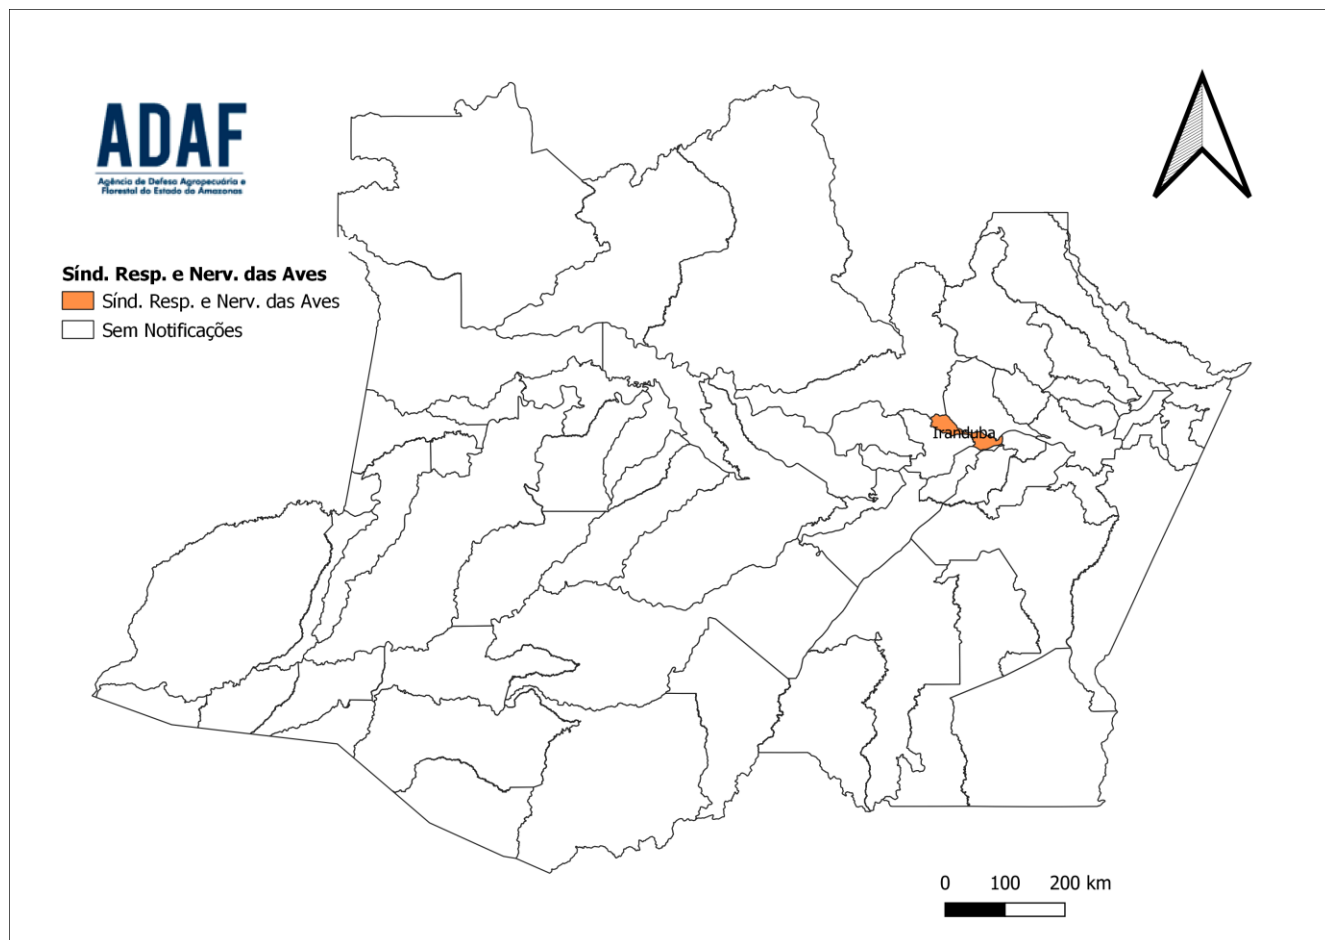 ADAF
Agência de Defesa Agropecuária e
Florestal do Estado do Amazonas
Sínd. Resp. e Nerv. das Aves
Sínd. Resp. e Nerv. das Aves
Sem Notificações
Iranduba
0 100 200 km